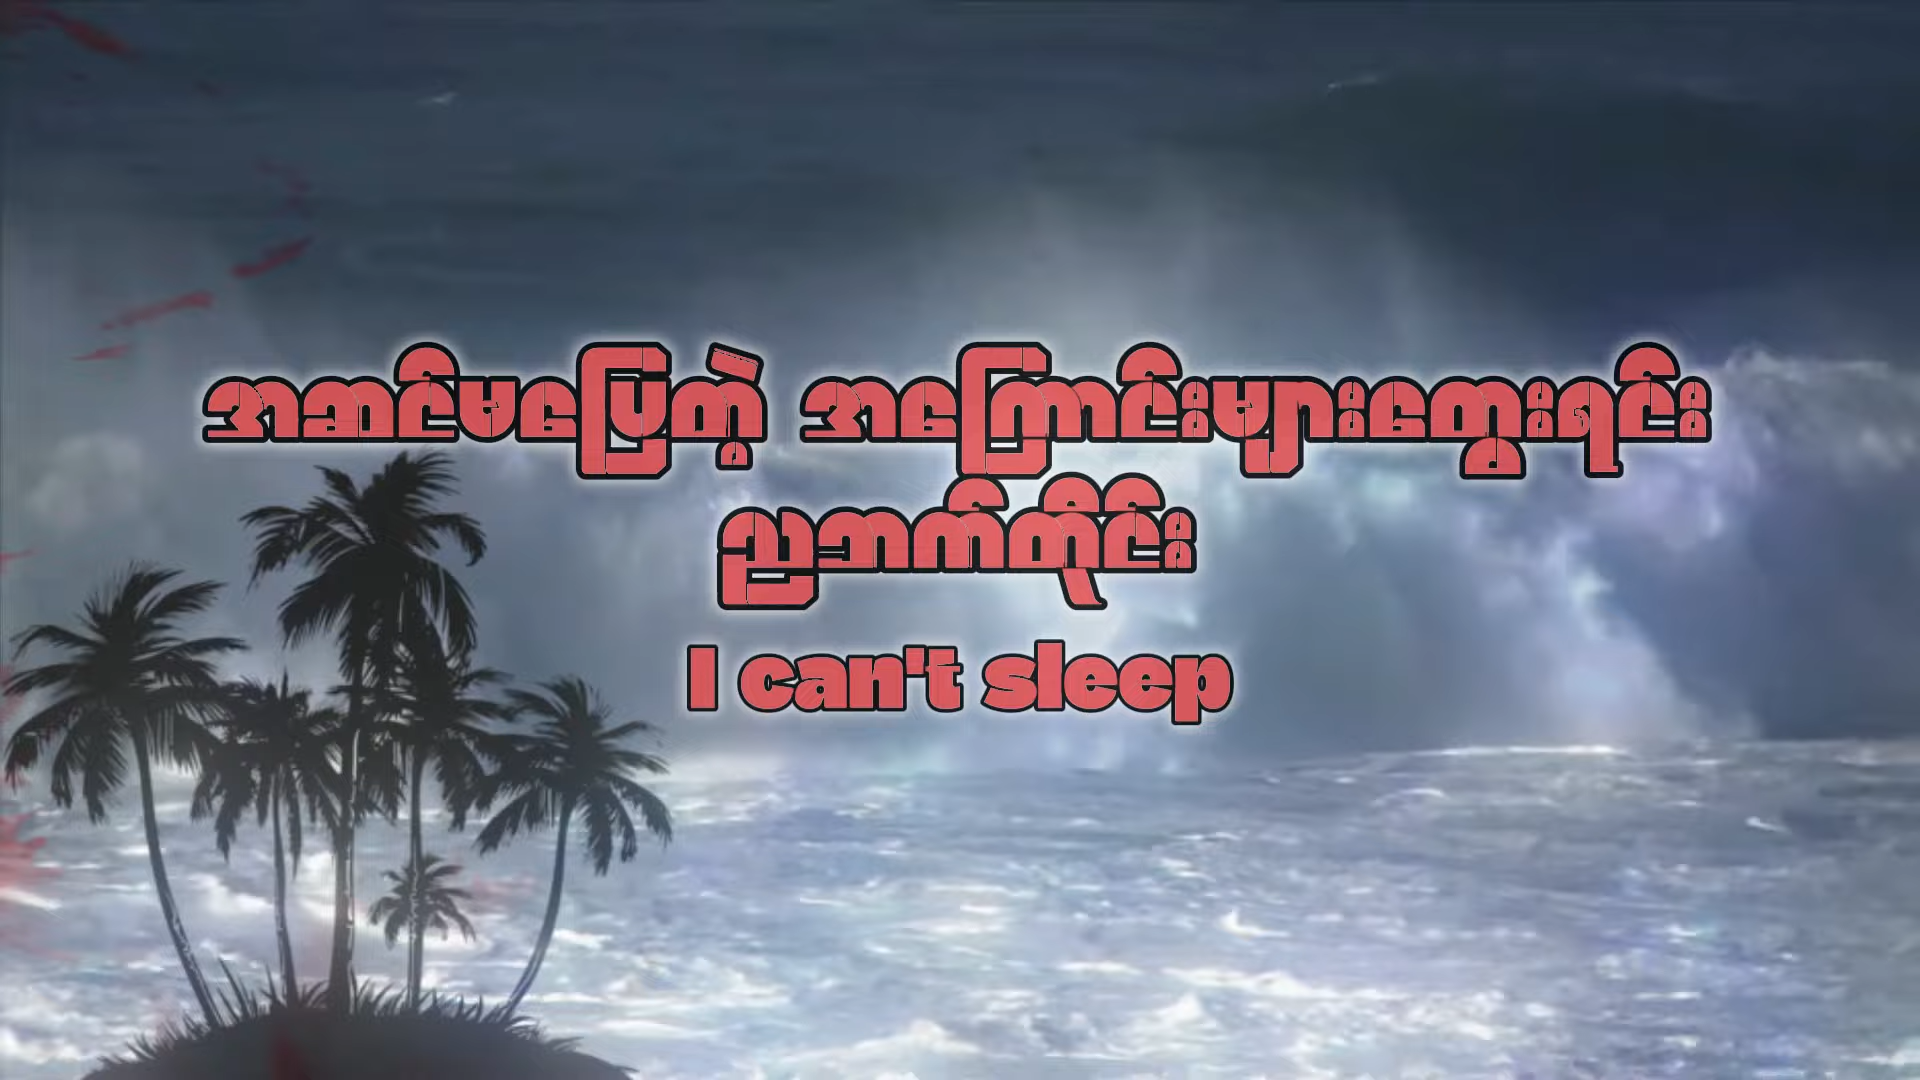 အဆင်မပြေတဲ့ အကြောင်းများတွေးရင်း
ညဘက်တိုင်း
I can't sleep